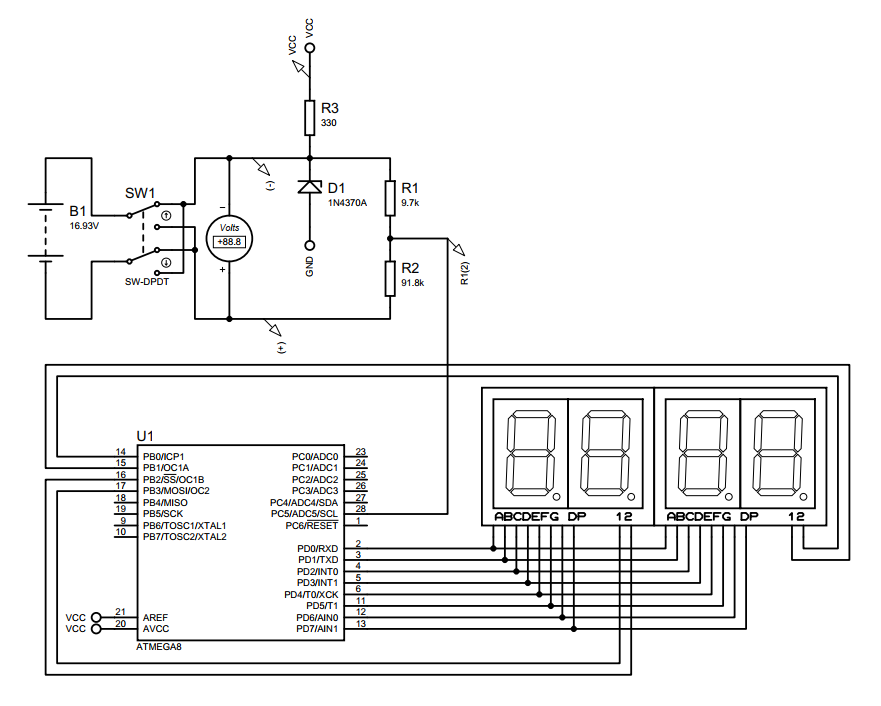 VCC
VCC
R3
330
(-)
D1
1N4370A
R1
9.7k
GND
SW1
SW-DPDT
B1
16.93V
Volts
+88.8
R2
91.8k
R1(2)
(+)
U1
14 PB0/ICP1
15 PB1/OC1A
16 PB2/SS/OC1B
17 PB3/MOSI/OC2
18 PB4/MISO
19 PB5/SCK
9 PB6/TOSC1/XTAL1
10 PB7/TOSC2/XTAL2
VCC 21 AREF
VCC 20 AVCC
PC0/ADC0 23
PC1/ADC1 24
PC2/ADC2 25
PC3/ADC3 26
PC4/ADC4/SDA 27
PC5/ADC5/SCL 28
PC6/RESET 1
PD0/RXD 2
PD1/TXD 3
PD2/INT0 4
PD3/INT1 5
PD4/T0/XCK 6
PD5/T1 11
PD6/AIN0 12
PD7/AIN1 13
ATMEGA8
ABCDEFG DP 12
ABCDEFG DP 12